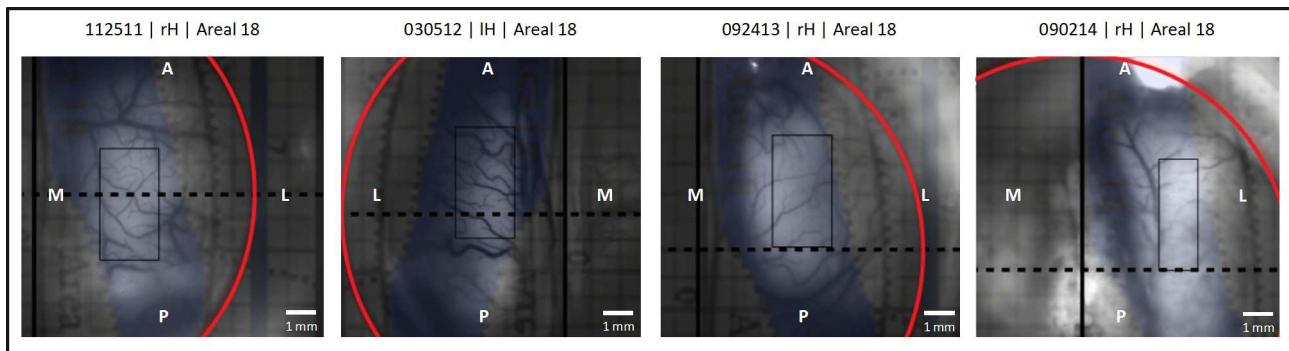 112511 | rH | Areal 18
030512 | lH | Areal 18
092413 | rH | Areal 18
090214 | rH | Areal 18
A
M
L
P
1 mm
A
L
M
P
1 mm
A
M
L
P
1 mm
A
M
L
P
1 mm